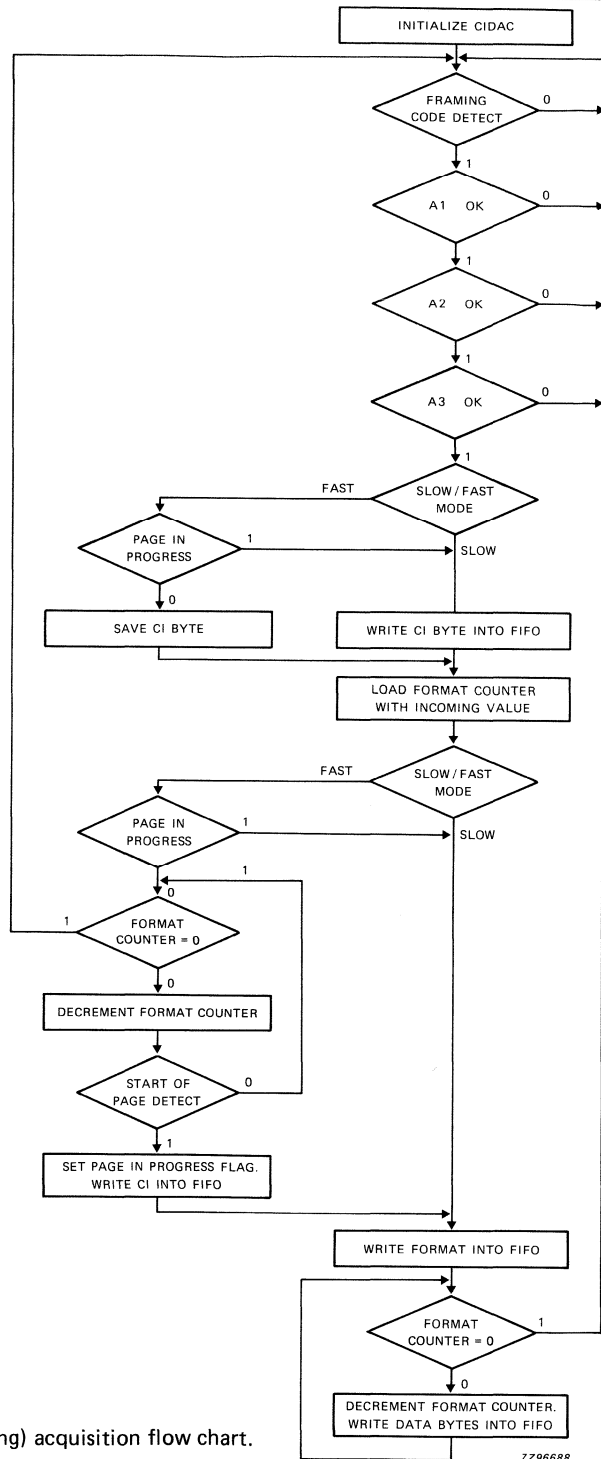 INITIALIZE CIDAC
FRAMING
CODE DETECT
0
1
A1 OK
0
1
A2 OK
0
1
A3 OK
0
1
FAST
SLOW/FAST
MODE
SLOW
PAGE IN
PROGRESS
1
0
SAVE CI BYTE
WRITE CI BYTE INTO FIFO
LOAD FORMAT COUNTER
WITH INCOMING VALUE
FAST
SLOW/FAST
MODE
SLOW
PAGE IN
PROGRESS
1
1
0
1
FORMAT
COUNTER = 0
0
DECREMENT FORMAT COUNTER
START OF
PAGE DETECT
0
1
SET PAGE IN PROGRESS FLAG.
WRITE CI INTO FIFO
WRITE FORMAT INTO FIFO
FORMAT
COUNTER = 0
1
0
DECREMENT FORMAT COUNTER.
WRITE DATA BYTES INTO FIFO
ng) acquisition flow chart.
7Z96688